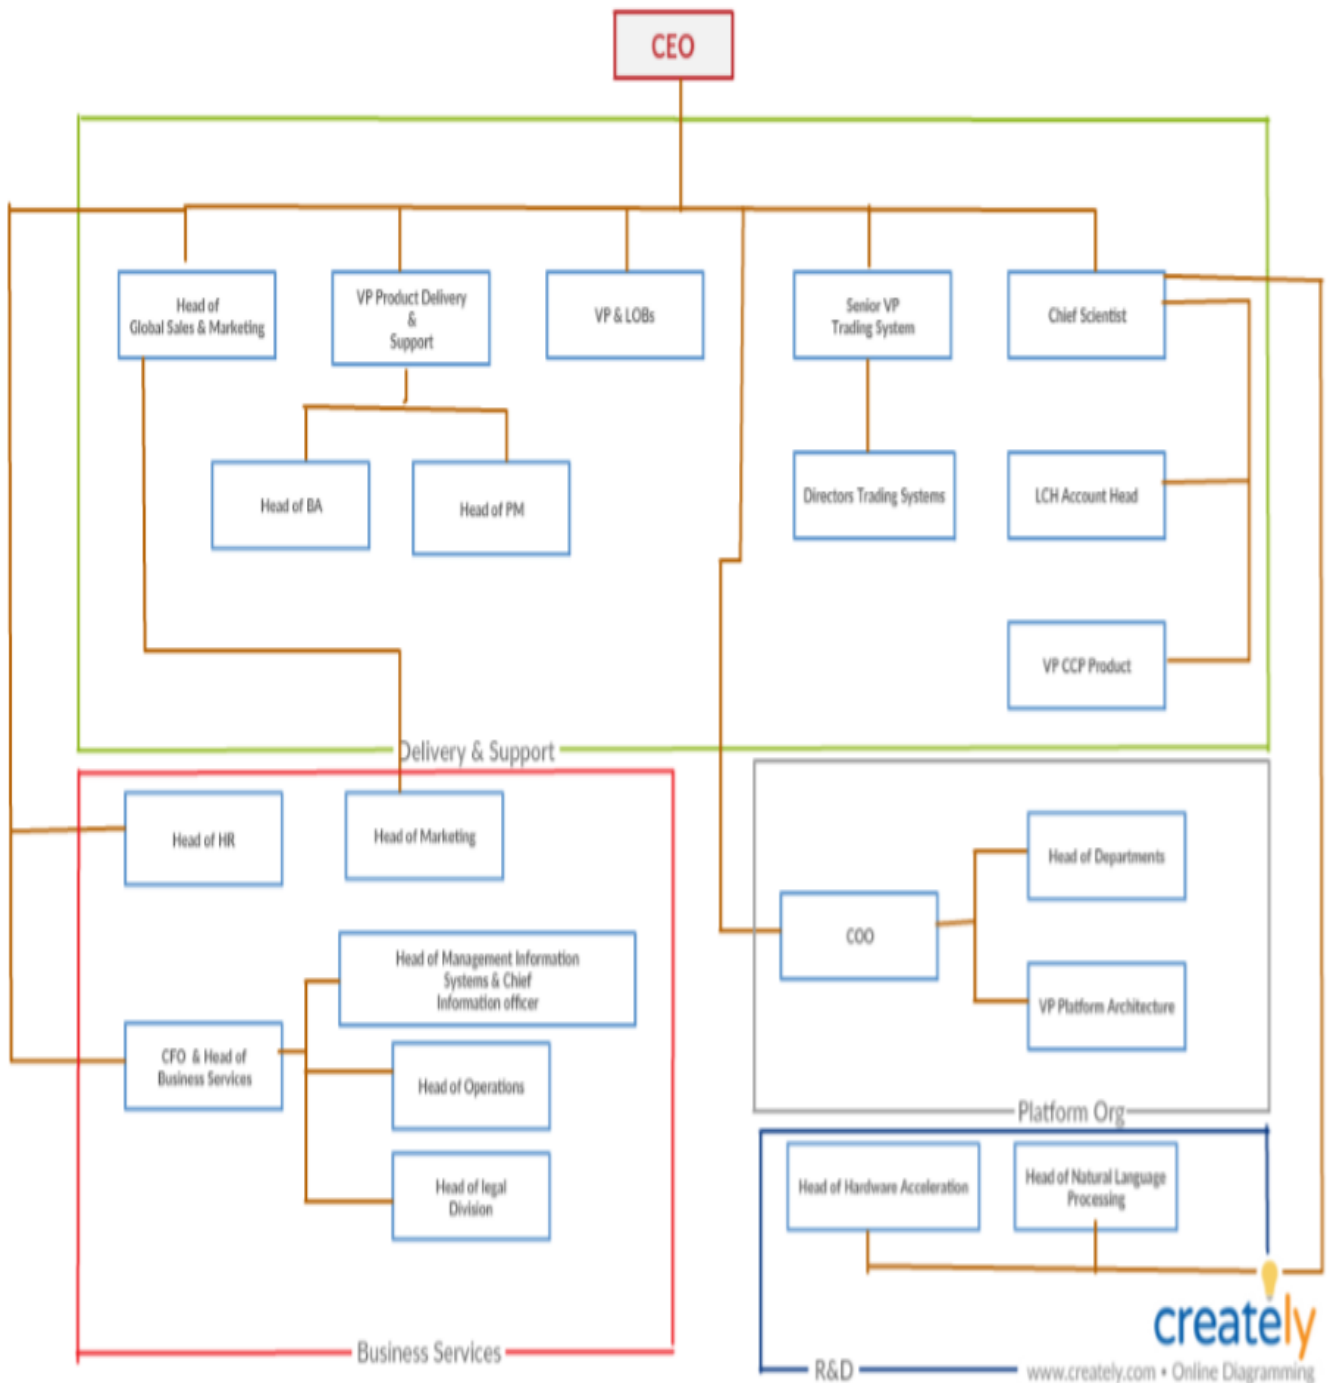 CEO
Head of
Global Sales & Marketing
VP Product Delivery
&
Support
VP & LOBs
Senior VP
Trading System
Chief Scientist
Head of BA
Head of PM
Directors Trading Systems
LCH Account Head
VP CCP Product
Delivery & Support
Head of HR
Head of Marketing
Head of Management Information
Systems & Chief
Information officer
CFO & Head of
Business Services
Head of Operations
Head of legal
Division
Business Services
COO
Head of Departments
VP Platform Architecture
Platform Org
Head of Hardware Acceleration
Head of Natural Language
Processing
R&D
creately
www.creately.com • Online Diagramming